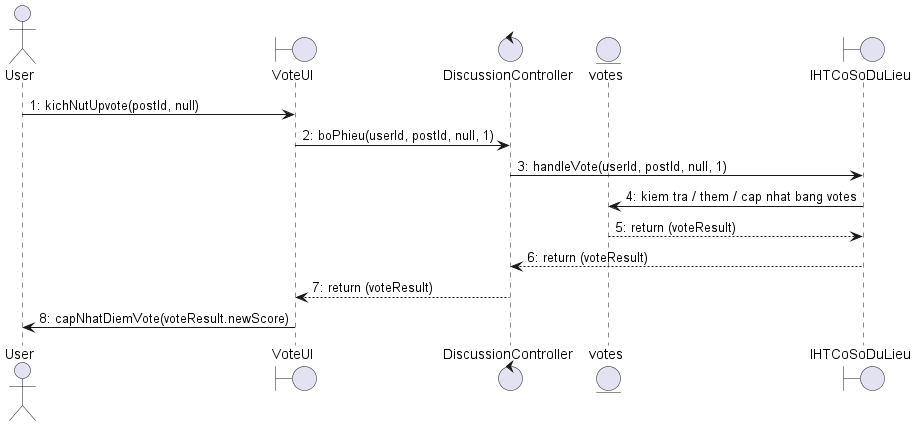 User
VoteUI
DiscussionController
votes
IHTCoSoDuLieu
1: kichNutUpvote(postId, null)
2: boPhieu(userId, postId, null, 1)
3: handleVote(userId, postId, null, 1)
4: kiem tra / them / cap nhat bang votes
5: return (voteResult)
6: return (voteResult)
7: return (voteResult)
8: capNhatDiemVote(voteResult.newScore)
User
VoteUI
DiscussionController
votes
IHTCoSoDuLieu